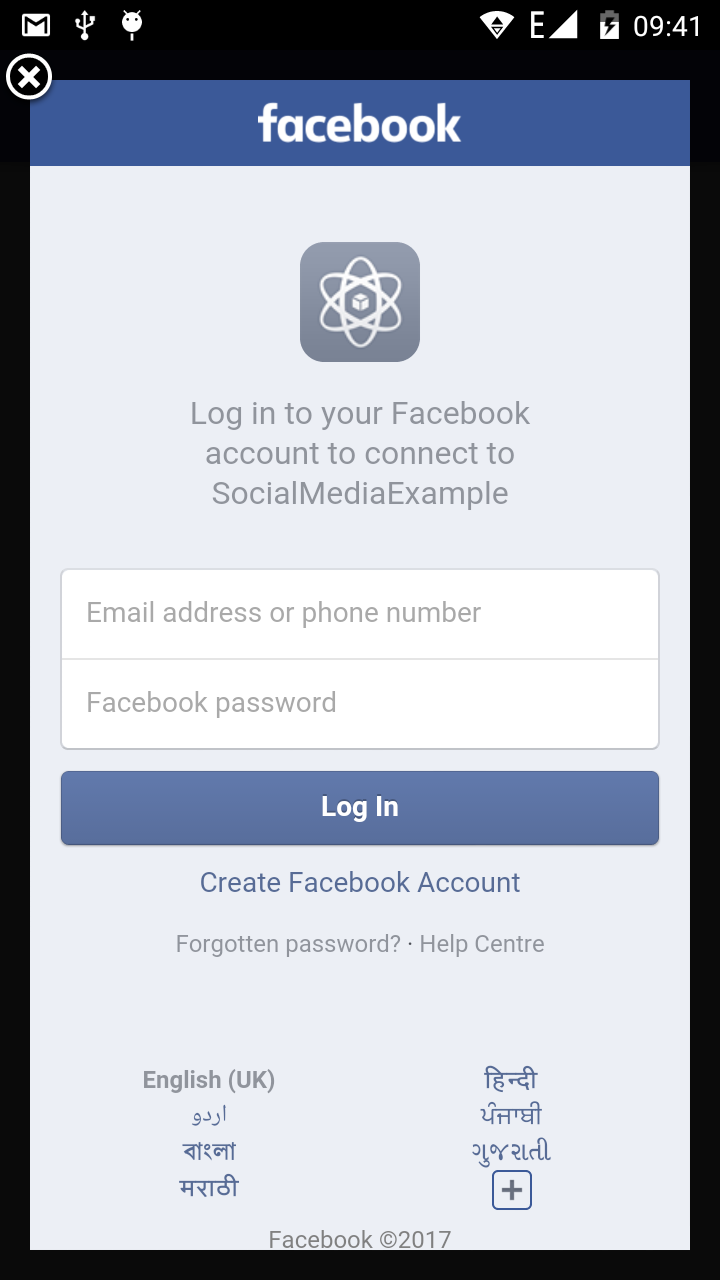 E 09:41
facebook
Log in to your Facebook
account to connect to
SocialMediaExample
Email address or phone number
Facebook password
Log In
Create Facebook Account
Forgotten password? · Help Centre
English (UK)
हिन्दी
اردو
ਪੰਜਾਬੀ
বাংলা
ગુજરાતી
मराठी
Facebook ©2017